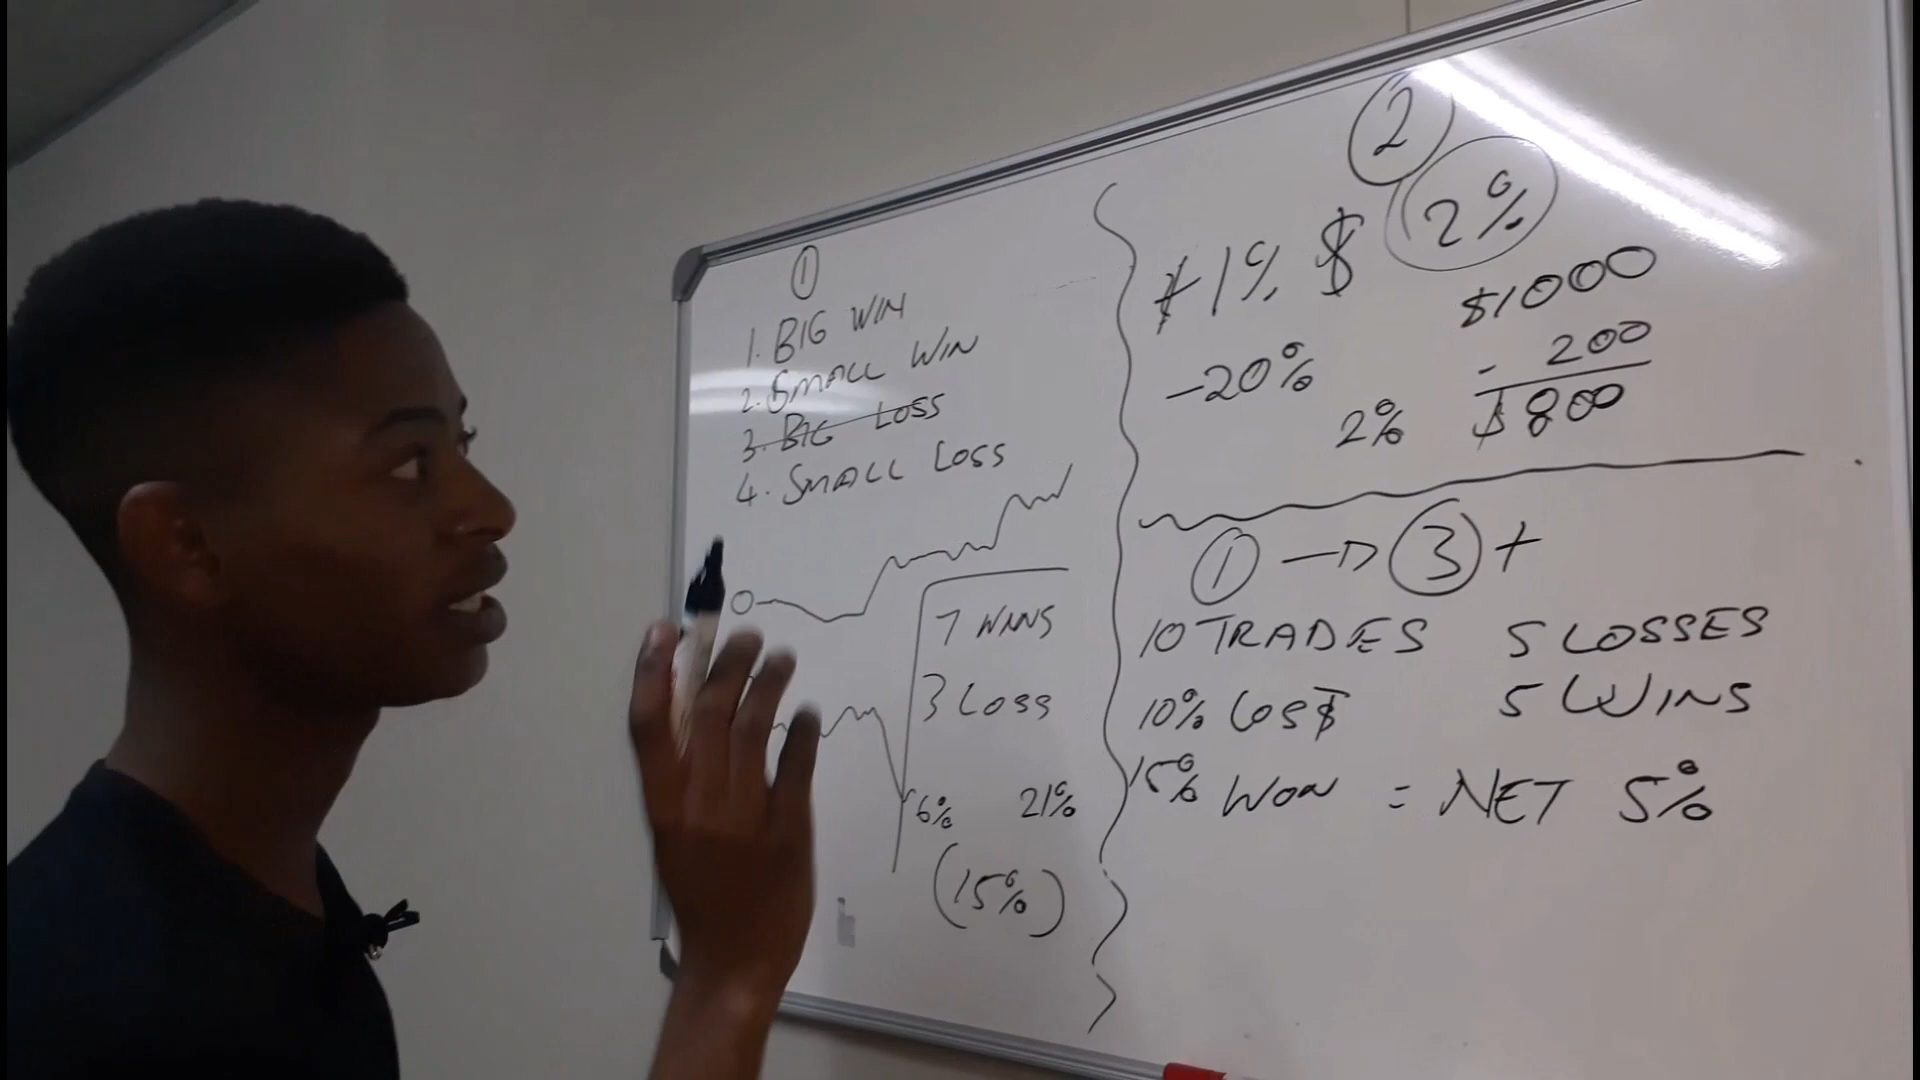 ①
1. BIG WIN
2. SMALL WIN
3. BIG LOSS
4. SMALL LOSS
7 WINS
3 LOSS
6% 21%
(15%)
②
1% $ 2%
-20% $1000
- 200
2% $800
① → ③ +
10 TRADES 5 LOSSES
10% LOS$ 5 WINS
15% WON = NET 5%